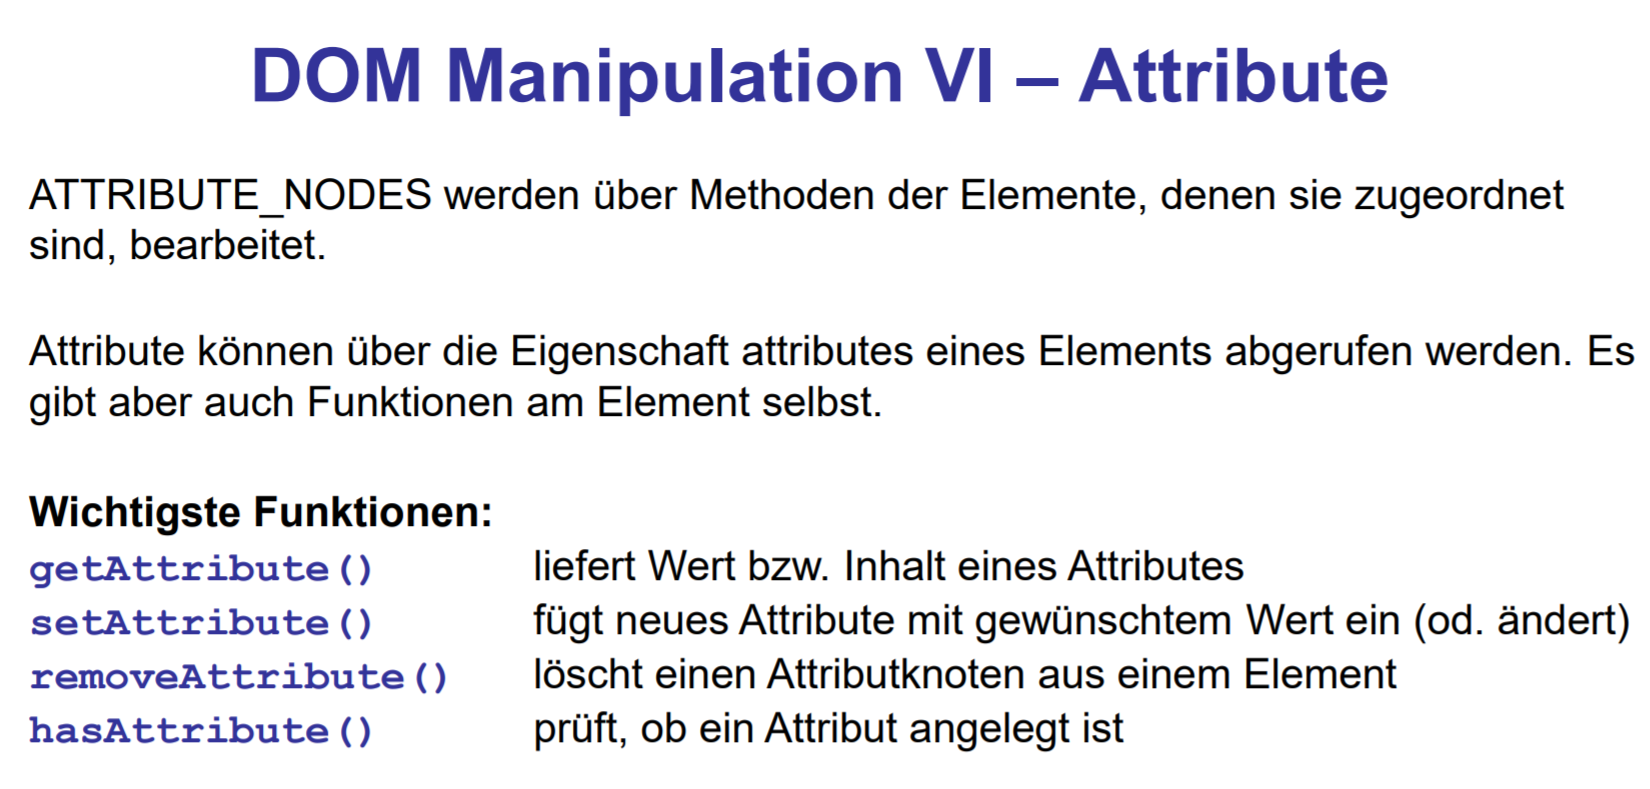 DOM Manipulation VI – Attribute
ATTRIBUTE_NODES werden über Methoden der Elemente, denen sie zugeordnet
sind, bearbeitet.
Attribute können über die Eigenschaft attributes eines Elements abgerufen werden. Es
gibt aber auch Funktionen am Element selbst.
Wichtigste Funktionen:
getAttribute() liefert Wert bzw. Inhalt eines Attributes
setAttribute() fügt neues Attribute mit gewünschtem Wert ein (od. ändert)
removeAttribute() löscht einen Attributknoten aus einem Element
hasAttribute() prüft, ob ein Attribut angelegt ist